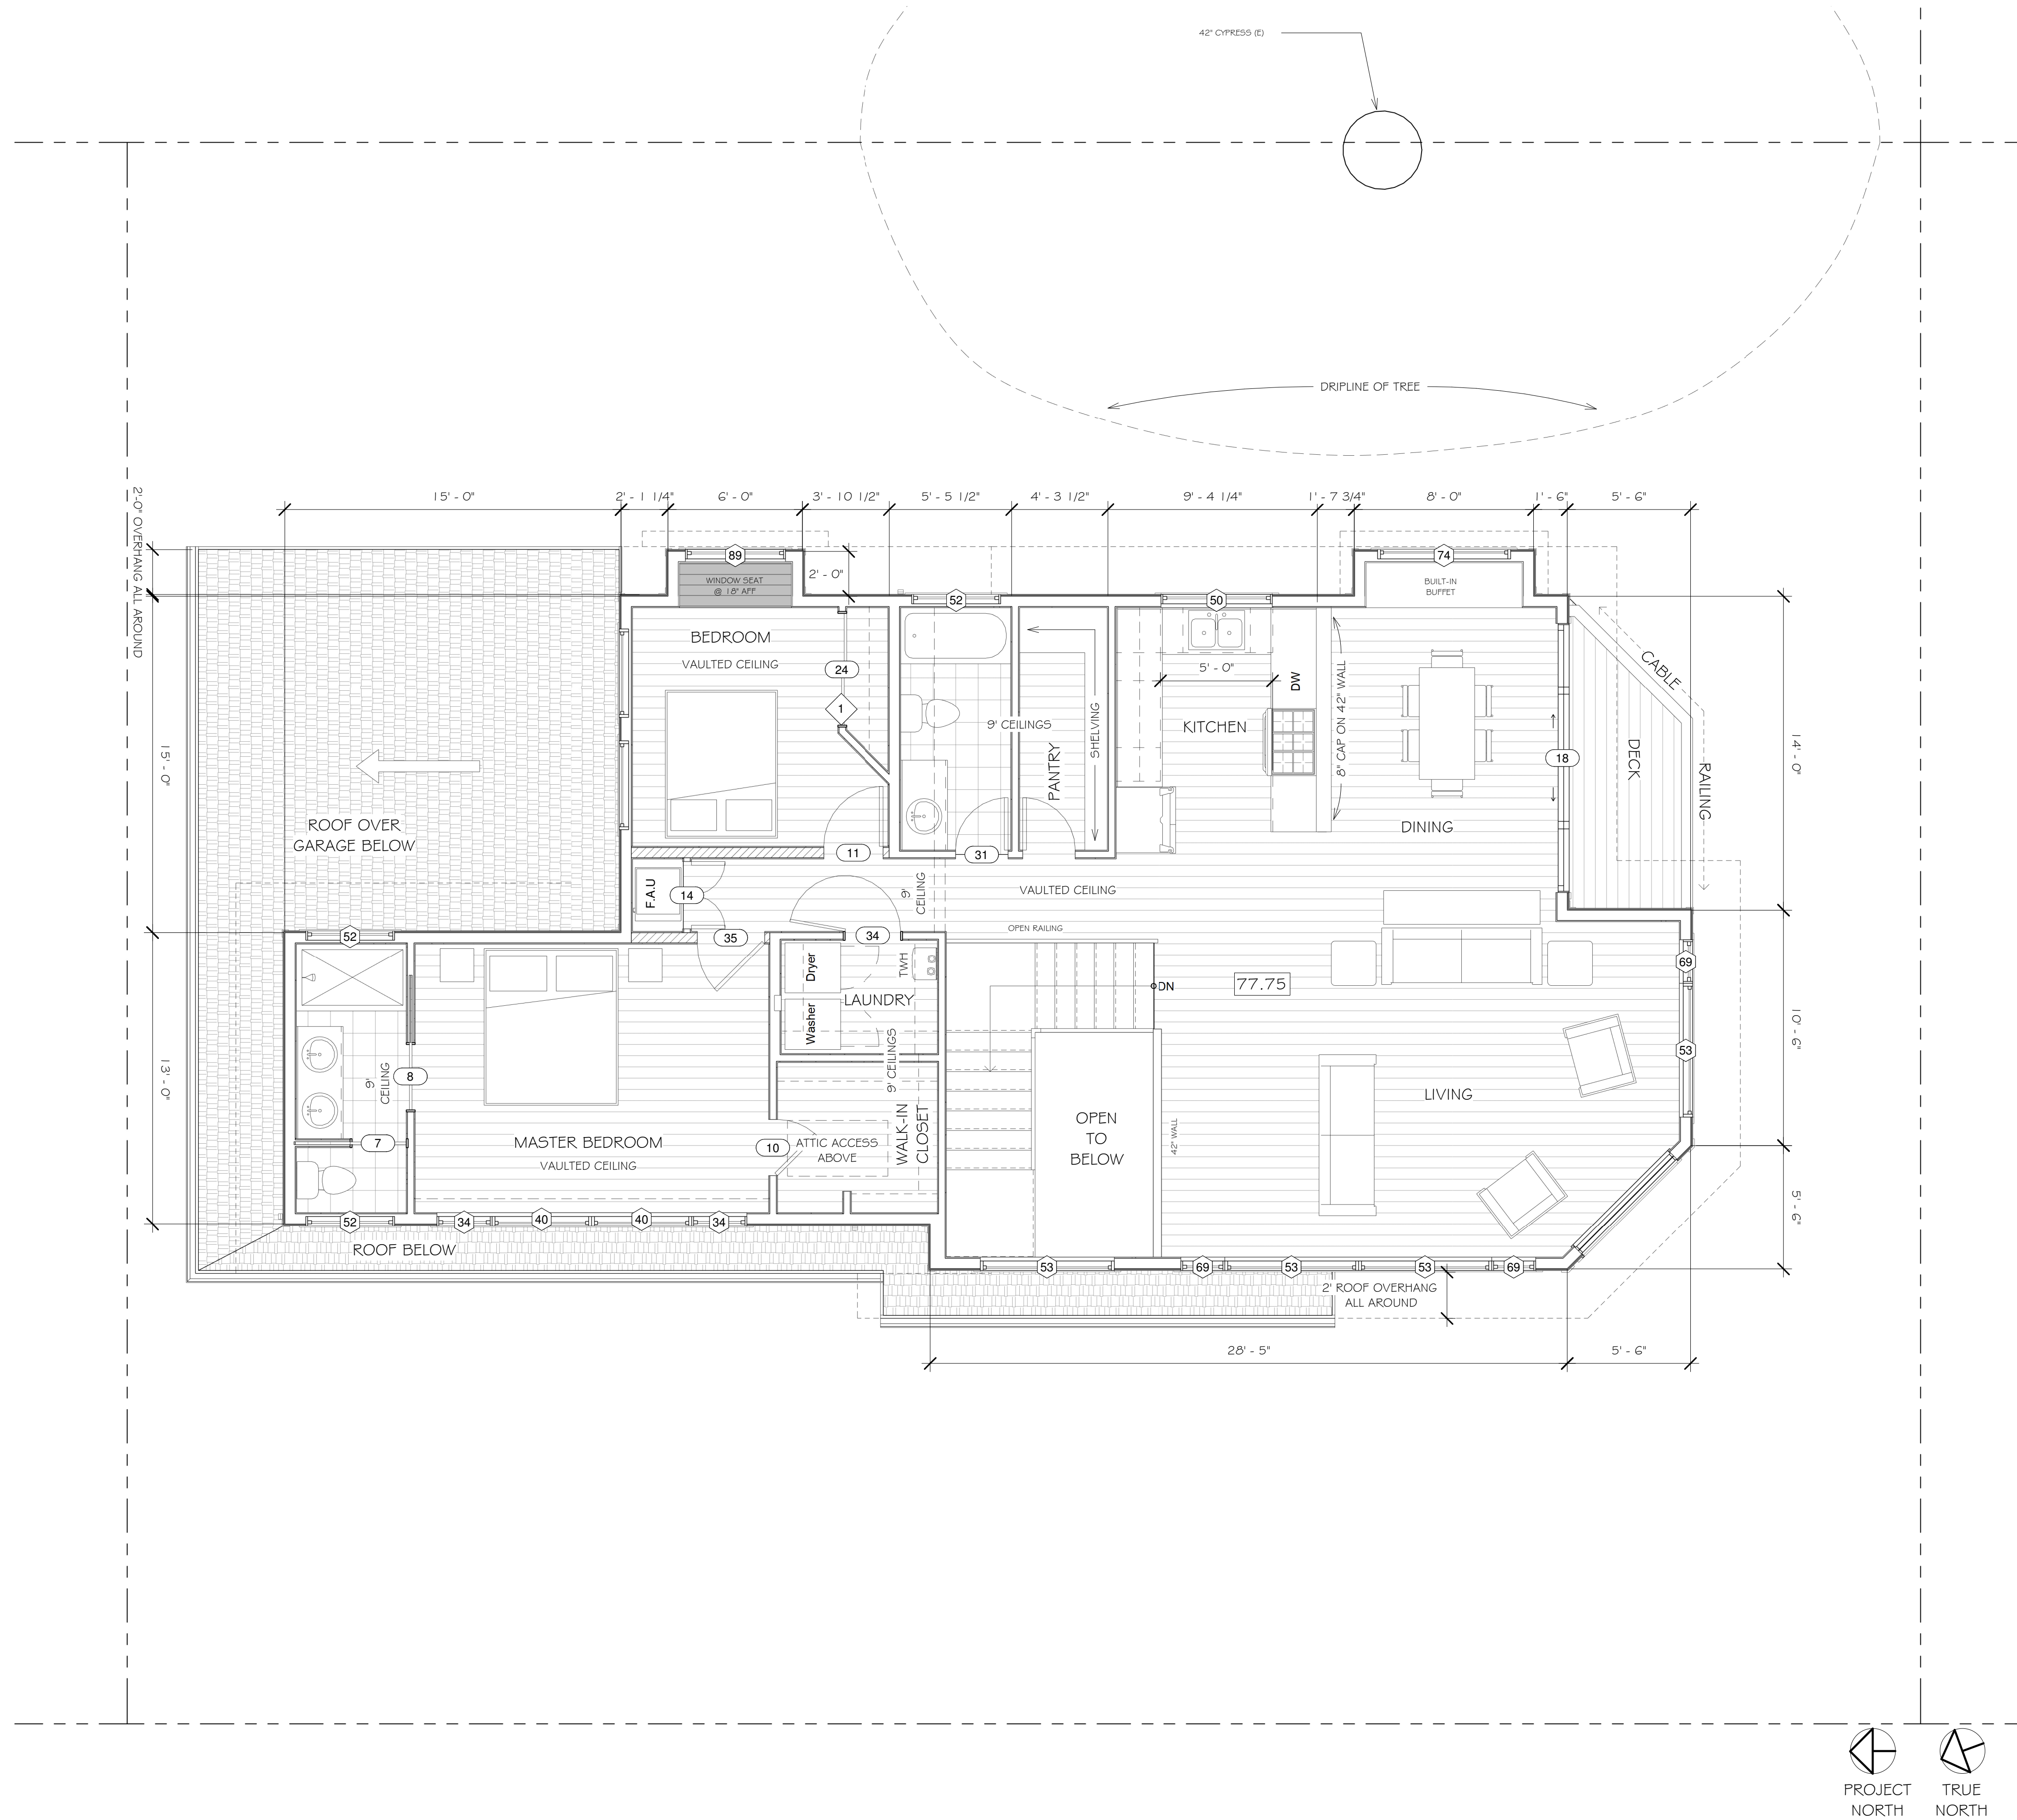 42" CYPRESS (E)
DRIPLINE OF TREE
2'-0" OVERHANG ALL AROUND
15' - 0"
2' - 1 1/4"
6' - 0"
3' - 10 1/2"
5' - 5 1/2"
4' - 3 1/2"
9' - 4 1/4"
1' - 7 3/4"
8' - 0"
1' - 6"
5' - 6"
89
WINDOW SEAT
@ 18" AFF
2' - 0"
52
50
74
BUILT-IN
BUFFET
BEDROOM
VAULTED CEILING
24
1
9' CEILINGS
PANTRY
SHELVING
5' - 0"
KITCHEN
DW
8" CAP ON 42" WALL
DINING
18
CABLE
RAILING
DECK
14' - 0"
15' - 0"
ROOF OVER
GARAGE BELOW
11
31
F.A.U
14
9'
CEILING
VAULTED CEILING
OPEN RAILING
35
34
52
Dryer
Washer
TWH
LAUNDRY
77.75
DN
69
53
10' - 6"
13' - 0"
9'
CEILING
8
7
9' CEILINGS
WALK-IN
CLOSET
MASTER BEDROOM
VAULTED CEILING
10
ATTIC ACCESS
ABOVE
OPEN
TO
BELOW
42" WALL
LIVING
5' - 6"
52
34
40
40
34
ROOF BELOW
53
69
53
53
69
2' ROOF OVERHANG
ALL AROUND
28' - 5"
5' - 6"
PROJECT
NORTH
TRUE
NORTH